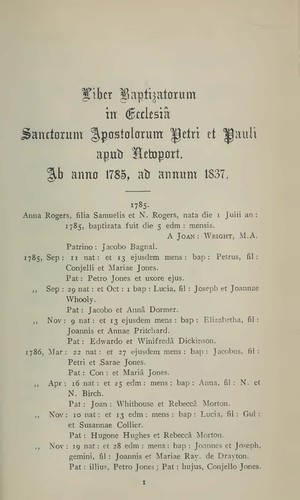 Liber Baptizatorum
in Ecclesiâ
Sanctorum Apostolorum Petri et Pauli
apud Newport.
Ab anno 1785, ad annum 1837.
1785.
Anna Rogers, filia Samuelis et N. Rogers, nata die 1 Julii an :
1785, baptizata fuit die 5 edm : mensis.
A Joan : Wright, M.A.
Patrino : Jacobo Bagnal.
1785, Sep : 11 nat : et 13 ejusdem mens : bap : Petrus, fil :
Conjelli et Mariae Jones.
Pat : Petro Jones et uxore ejus.
,, Sep : 29 nat : et Oct : 1 bap : Lucia, fil : Joseph et Joannae
Whooly.
Pat : Jacobo et Annâ Dormer.
,, Nov : 9 nat : et 13 ejusdem mens : bap : Elizabetha, fil :
Joannis et Annae Pritchard.
Pat : Edwardo et Winifredâ Dickinson.
1786, Mar : 22 nat : et 27 ejusdem mens : bap : Jacobus, fil :
Petri et Sarae Jones.
Pat : Con : et Mariâ Jones.
,, Apr : 16 nat : et 25 edm : mens : bap : Anna, fil : N. et
N. Birch.
Pat : Joan : Whithouse et Rebeccâ Morton.
,, Nov : 10 nat : et 13 edm : mens : bap : Lucia, fil : Gul :
et Susannae Collier.
Pat : Hugone Hughes et Rebeccâ Morton.
,, Nov : 19 nat : et 28 edm : mens : bap : Joannes et Joseph,
gemini, fil : Joannis et Mariae Ray. de Drayton.
Pat : illius, Petro Jones ; Pat : hujus, Conjello Jones.
1